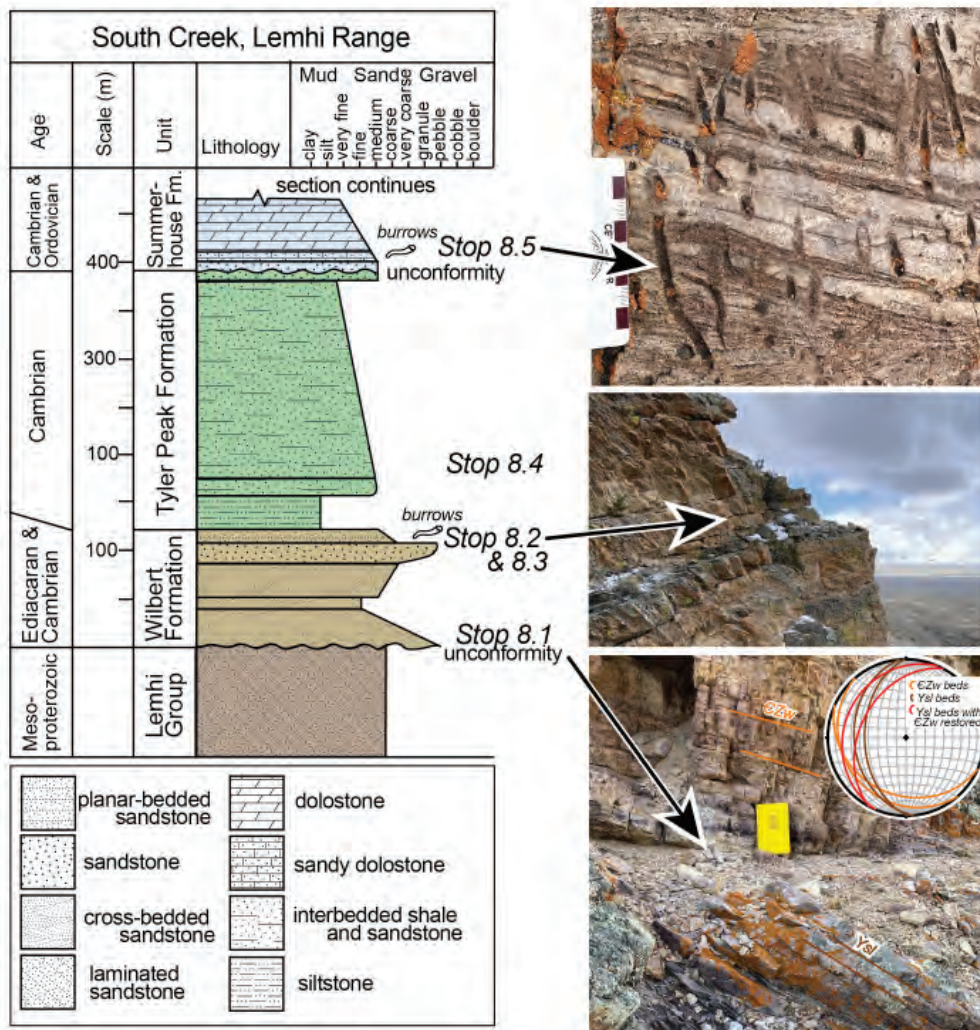 South Creek, Lemhi Range
Age
Scale (m)
Unit
Lithology
Mud Sand Gravel
clay
silt
very fine
fine
medium
coarse
very coarse
granule
pebble
cobble
boulder
section continues
Cambrian & Ordovician
Summer-
house Fm.
burrows
Stop 8.5
unconformity
400
Cambrian
Tyler Peak Formation
300
100
Stop 8.4
burrows
Stop 8.2
& 8.3
100
Ediacaran & Cambrian
Wilbert Formation
Stop 8.1
unconformity
Meso-
proterozoic
Lemhi Group
planar-bedded
sandstone
sandstone
cross-bedded
sandstone
laminated
sandstone
dolostone
sandy dolostone
interbedded shale
and sandstone
siltstone
ЄZw
Ysl
ЄZw beds
Ysl beds
Ysl beds with
ЄZw restored